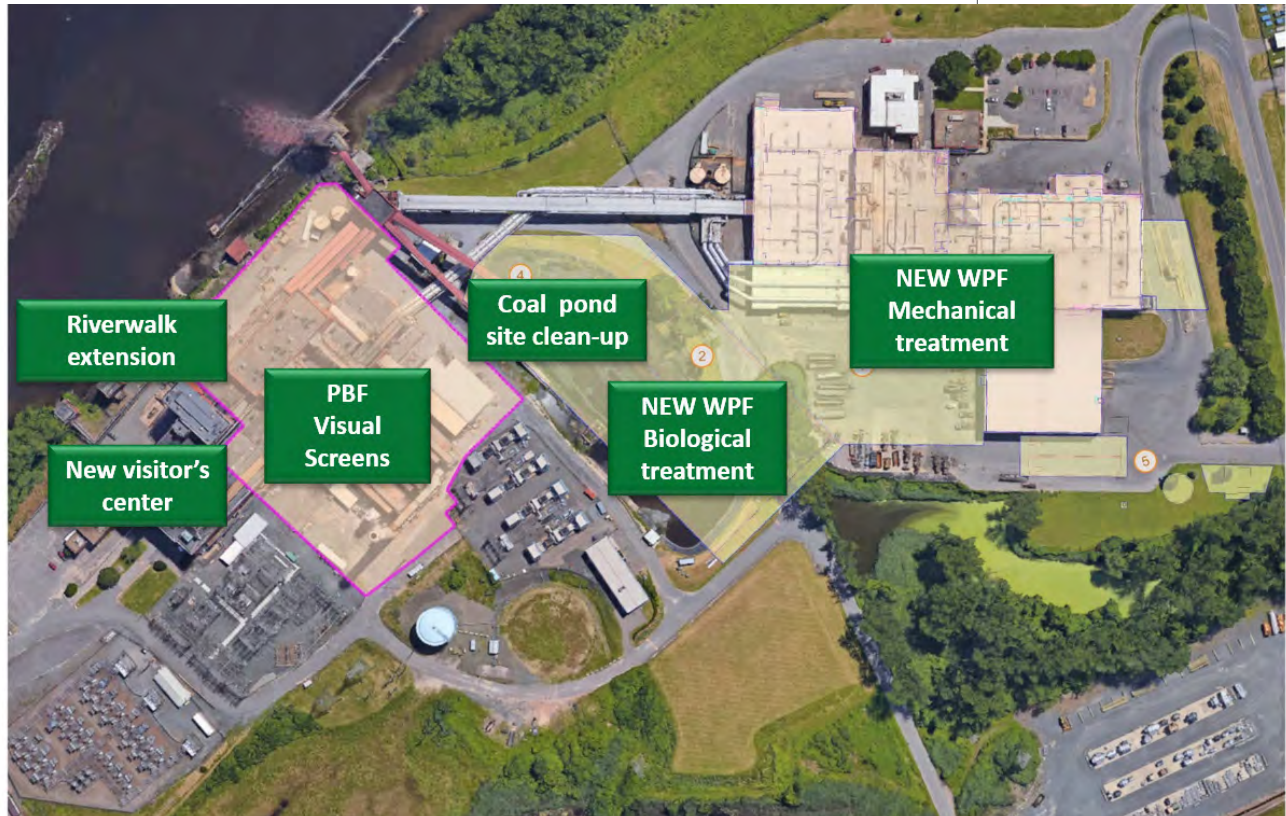 4
Coal pond
site clean-up
NEW WPF
Mechanical
treatment
Riverwalk
extension
2
PBF
Visual
Screens
NEW WPF
Biological
treatment
New visitor's
center
5